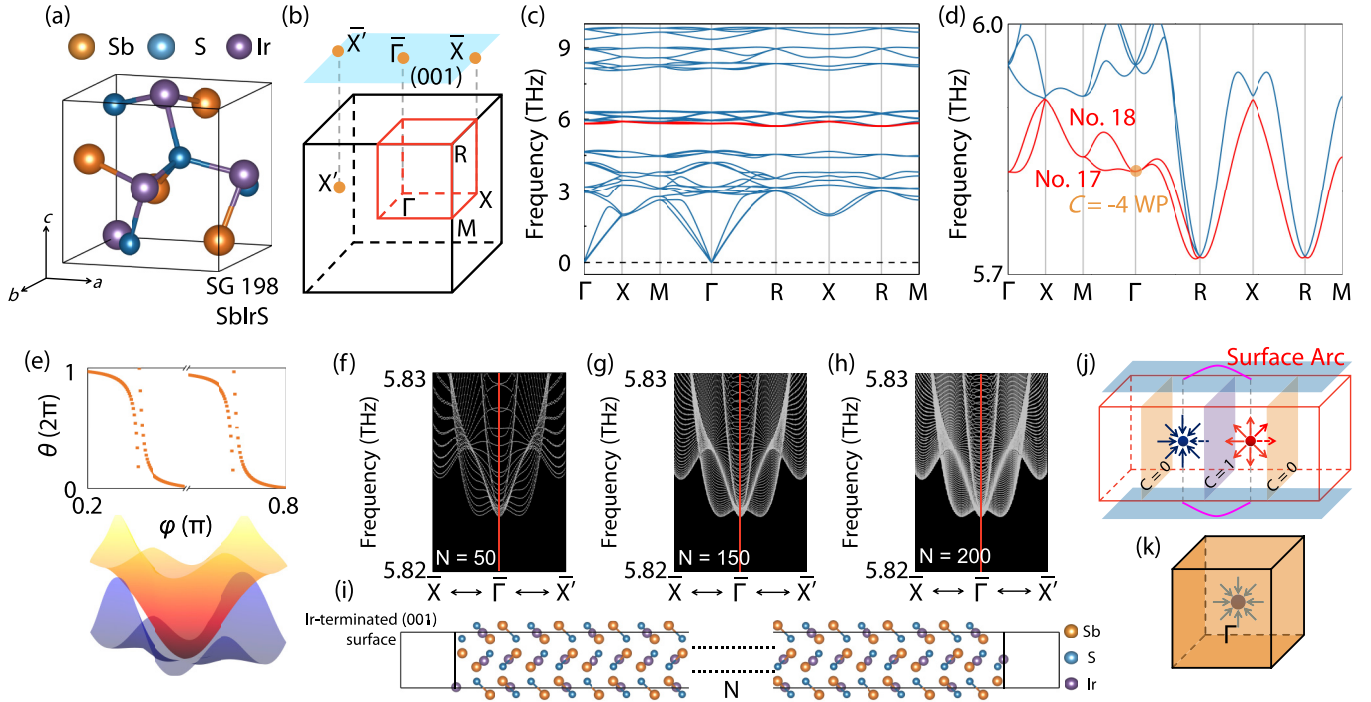 (a)
Sb S Ir
c
b
a
SG 198
SbIrS
(b)
X̄′ Γ̄ X̄
(001)
R
X′
Γ
X
M
(c)
Frequency (THz)
9
6
3
0
Γ X M Γ R X R M
(d)
Frequency (THz)
6.0
5.7
No. 18
No. 17
C = -4 WP
Γ X M Γ R X R M
(e)
θ (2π)
1
0
0.2 0.8
φ (π)
(f)
Frequency (THz)
5.83
5.82
N = 50
X̄ ↔ Γ̄ ↔ X̄′
(g)
Frequency (THz)
5.83
5.82
N = 150
X̄ ↔ Γ̄ ↔ X̄′
(h)
Frequency (THz)
5.83
5.82
N = 200
X̄ ↔ Γ̄ ↔ X̄′
(i)
Ir-terminated (001)
surface
N
Sb
S
Ir
(j)
Surface Arc
C = 0
C = 1
C = 0
(k)
Γ